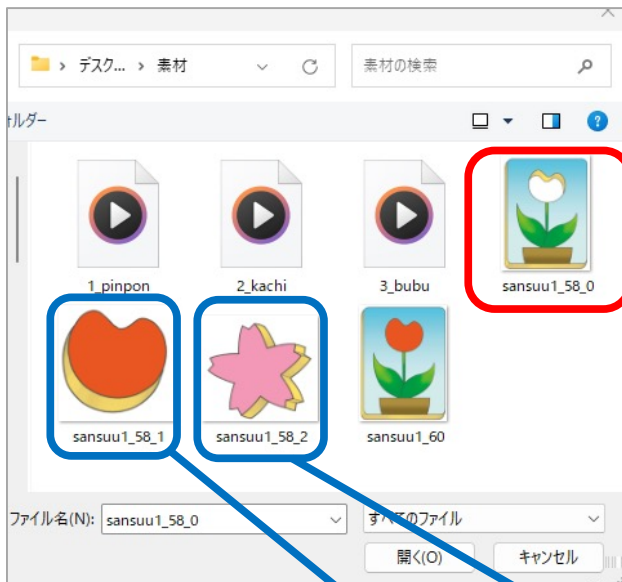 デスク... › 素材
素材の検索
ォルダー
1_pinpon
2_kachi
3_bubu
sansuu1_58_0
sansuu1_58_1
sansuu1_58_2
sansuu1_60
ファイル名(N):
sansuu1_58_0
すべてのファイル
開く(O)
キャンセル